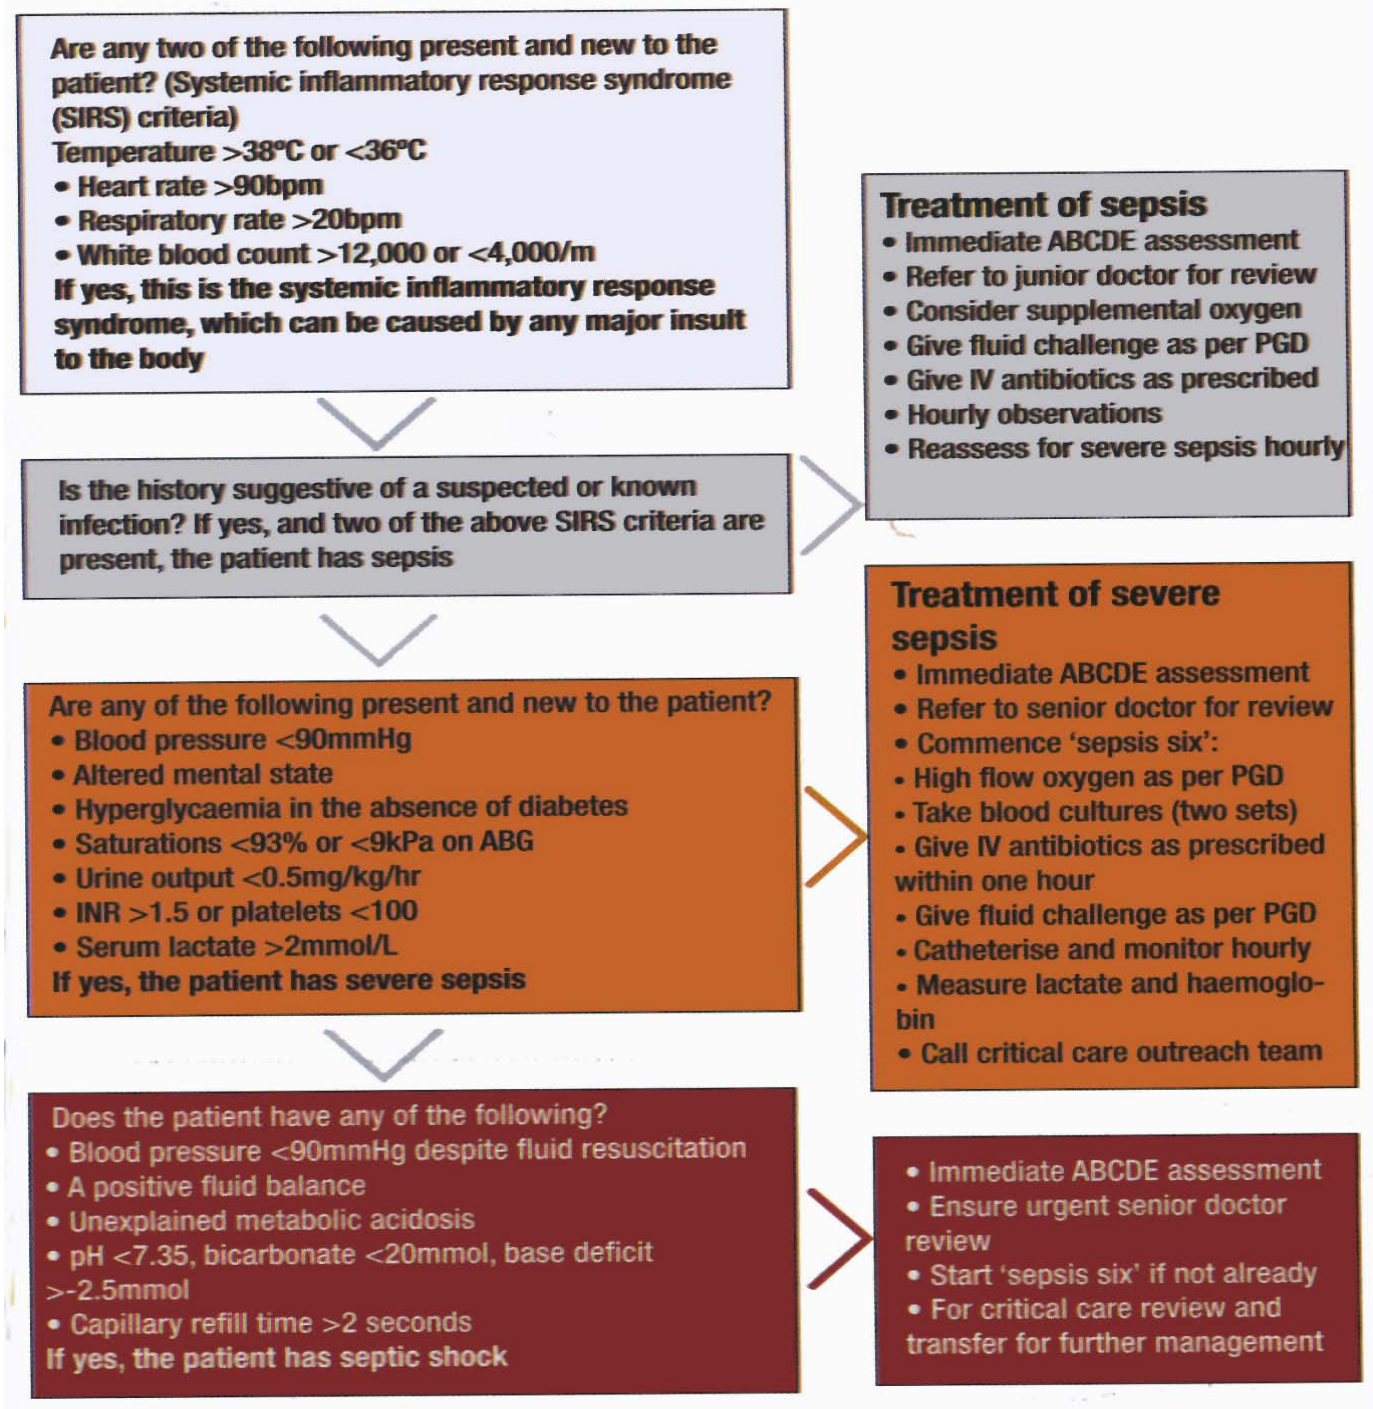 Are any two of the following present and new to the
patient? (Systemic inflammatory response syndrome
(SIRS) criteria)
Temperature >38ºC or <36ºC
• Heart rate >90bpm
• Respiratory rate >20bpm
• White blood count >12,000 or <4,000/m
If yes, this is the systemic inflammatory response
syndrome, which can be caused by any major insult
to the body
Is the history suggestive of a suspected or known
infection? If yes, and two of the above SIRS criteria are
present, the patient has sepsis
Treatment of sepsis
• Immediate ABCDE assessment
• Refer to junior doctor for review
• Consider supplemental oxygen
• Give fluid challenge as per PGD
• Give IV antibiotics as prescribed
• Hourly observations
• Reassess for severe sepsis hourly
Are any of the following present and new to the patient?
• Blood pressure <90mmHg
• Altered mental state
• Hyperglycaemia in the absence of diabetes
• Saturations <93% or <9kPa on ABG
• Urine output <0.5mg/kg/hr
• INR >1.5 or platelets <100
• Serum lactate >2mmol/L
If yes, the patient has severe sepsis
Treatment of severe
sepsis
• Immediate ABCDE assessment
• Refer to senior doctor for review
• Commence ‘sepsis six’:
• High flow oxygen as per PGD
• Take blood cultures (two sets)
• Give IV antibiotics as prescribed
within one hour
• Give fluid challenge as per PGD
• Catheterise and monitor hourly
• Measure lactate and haemoglo-
bin
• Call critical care outreach team
Does the patient have any of the following?
• Blood pressure <90mmHg despite fluid resuscitation
• A positive fluid balance
• Unexplained metabolic acidosis
• pH <7.35, bicarbonate <20mmol, base deficit
>-2.5mmol
• Capillary refill time >2 seconds
If yes, the patient has septic shock
• Immediate ABCDE assessment
• Ensure urgent senior doctor
review
• Start ‘sepsis six’ if not already
• For critical care review and
transfer for further management